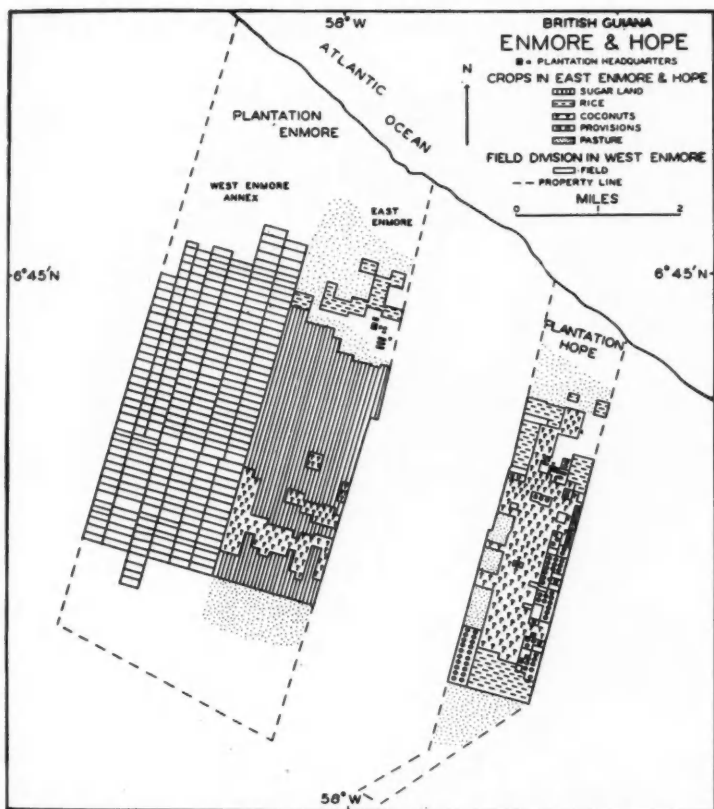 58° W
ATLANTIC
OCEAN
BRITISH GUIANA
ENMORE & HOPE
PLANTATION HEADQUARTERS
N
CROPS IN EAST ENMORE & HOPE
SUGAR LAND
RICE
COCONUTS
PROVISIONS
PASTURE
FIELD DIVISION IN WEST ENMORE
FIELD
PROPERTY LINE
MILES
0 2
PLANTATION
ENMORE
WEST ENMORE
ANNEX
EAST
ENMORE
6°45'N
6°45'N
PLANTATION
HOPE
58° W